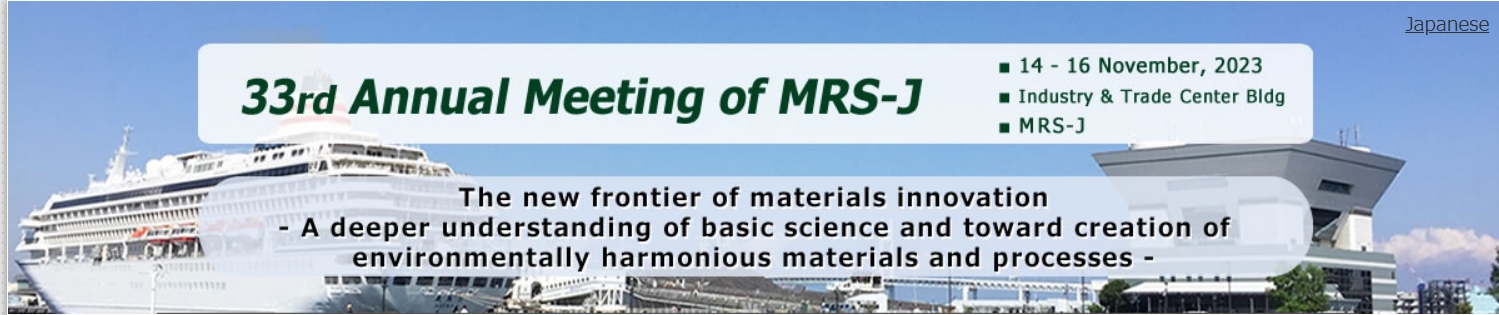 Japanese
33rd Annual Meeting of MRS-J
■ 14 - 16 November, 2023
■ Industry & Trade Center Bldg
■ MRS-J
The new frontier of materials innovation
- A deeper understanding of basic science and toward creation of
environmentally harmonious materials and processes -